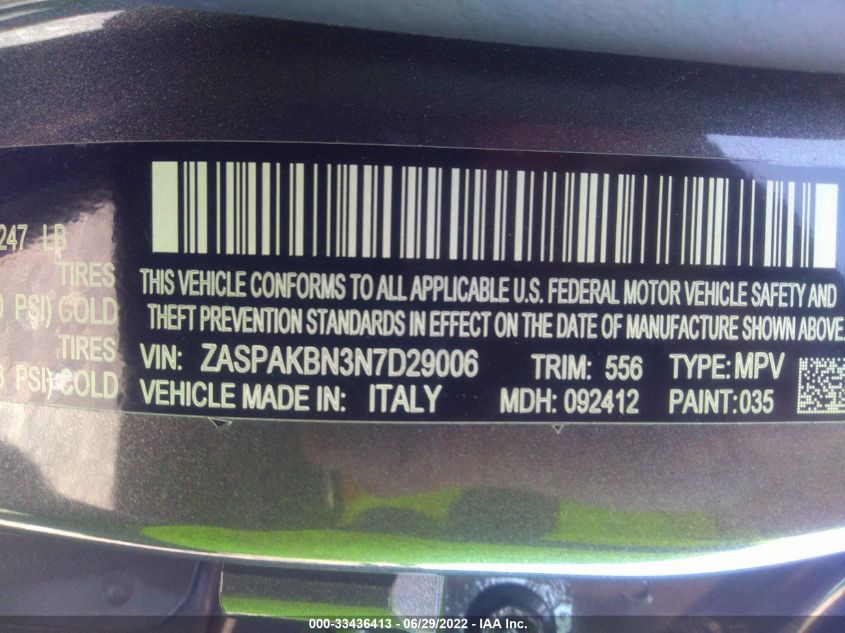 247 LB
TIRES
PSI) COLD
TIRES
PSI) COLD
THIS VEHICLE CONFORMS TO ALL APPLICABLE U.S. FEDERAL MOTOR VEHICLE SAFETY AND
THEFT PREVENTION STANDARDS IN EFFECT ON THE DATE OF MANUFACTURE SHOWN ABOVE.
VIN: ZASPAKBN3N7D29006 TRIM: 556 TYPE: MPV
VEHICLE MADE IN: ITALY MDH: 092412 PAINT:035
000-33436413 - 06/29/2022 - IAA Inc.